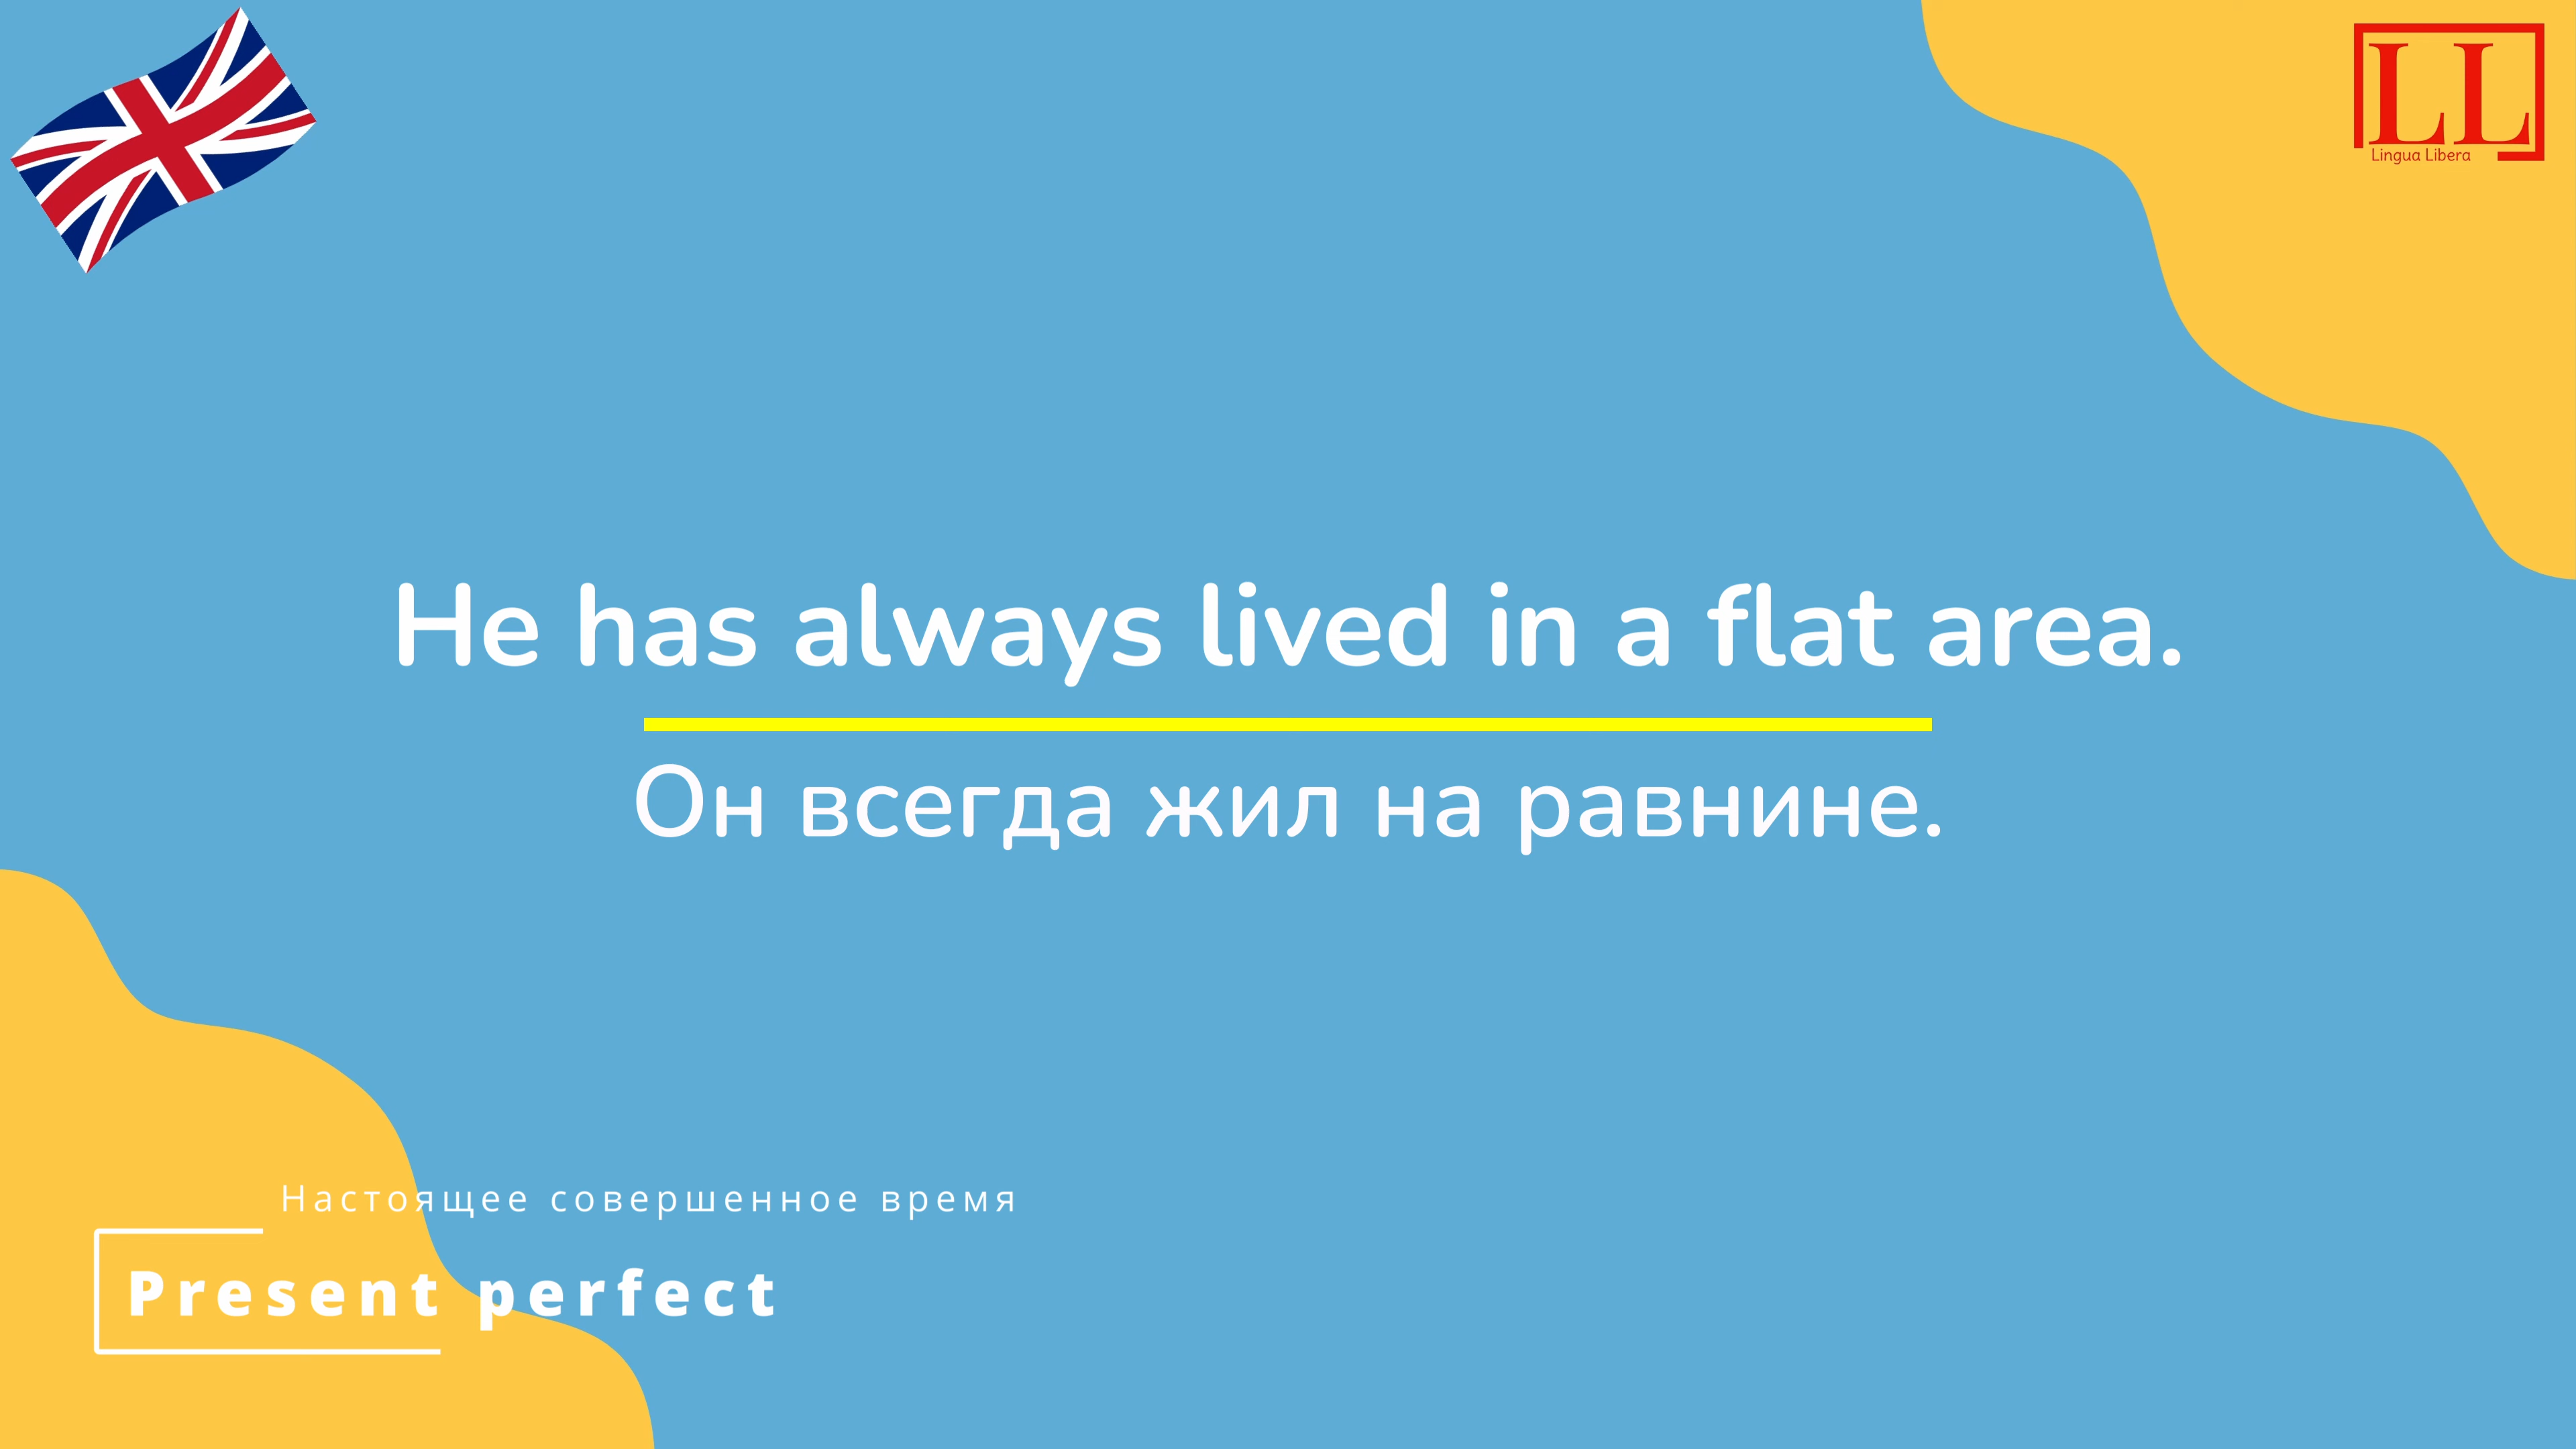 LL
Lingua Libera
He has always lived in a flat area.
Он всегда жил на равнине.
Настоящее совершенное время
Present perfect